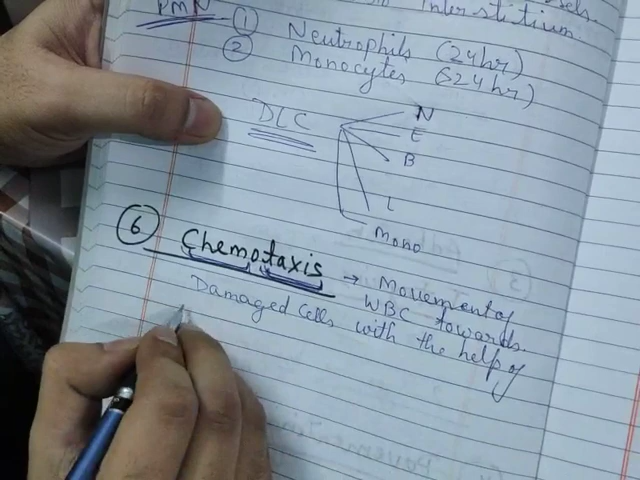 Interstitium
PMN ① Neutrophils (24hr)
② Monocytes (>24hr)
DLC
N
E
B
L
Mono
⑥ Chemotaxis → Movement of
WBC towards
Damaged Cells with the help of